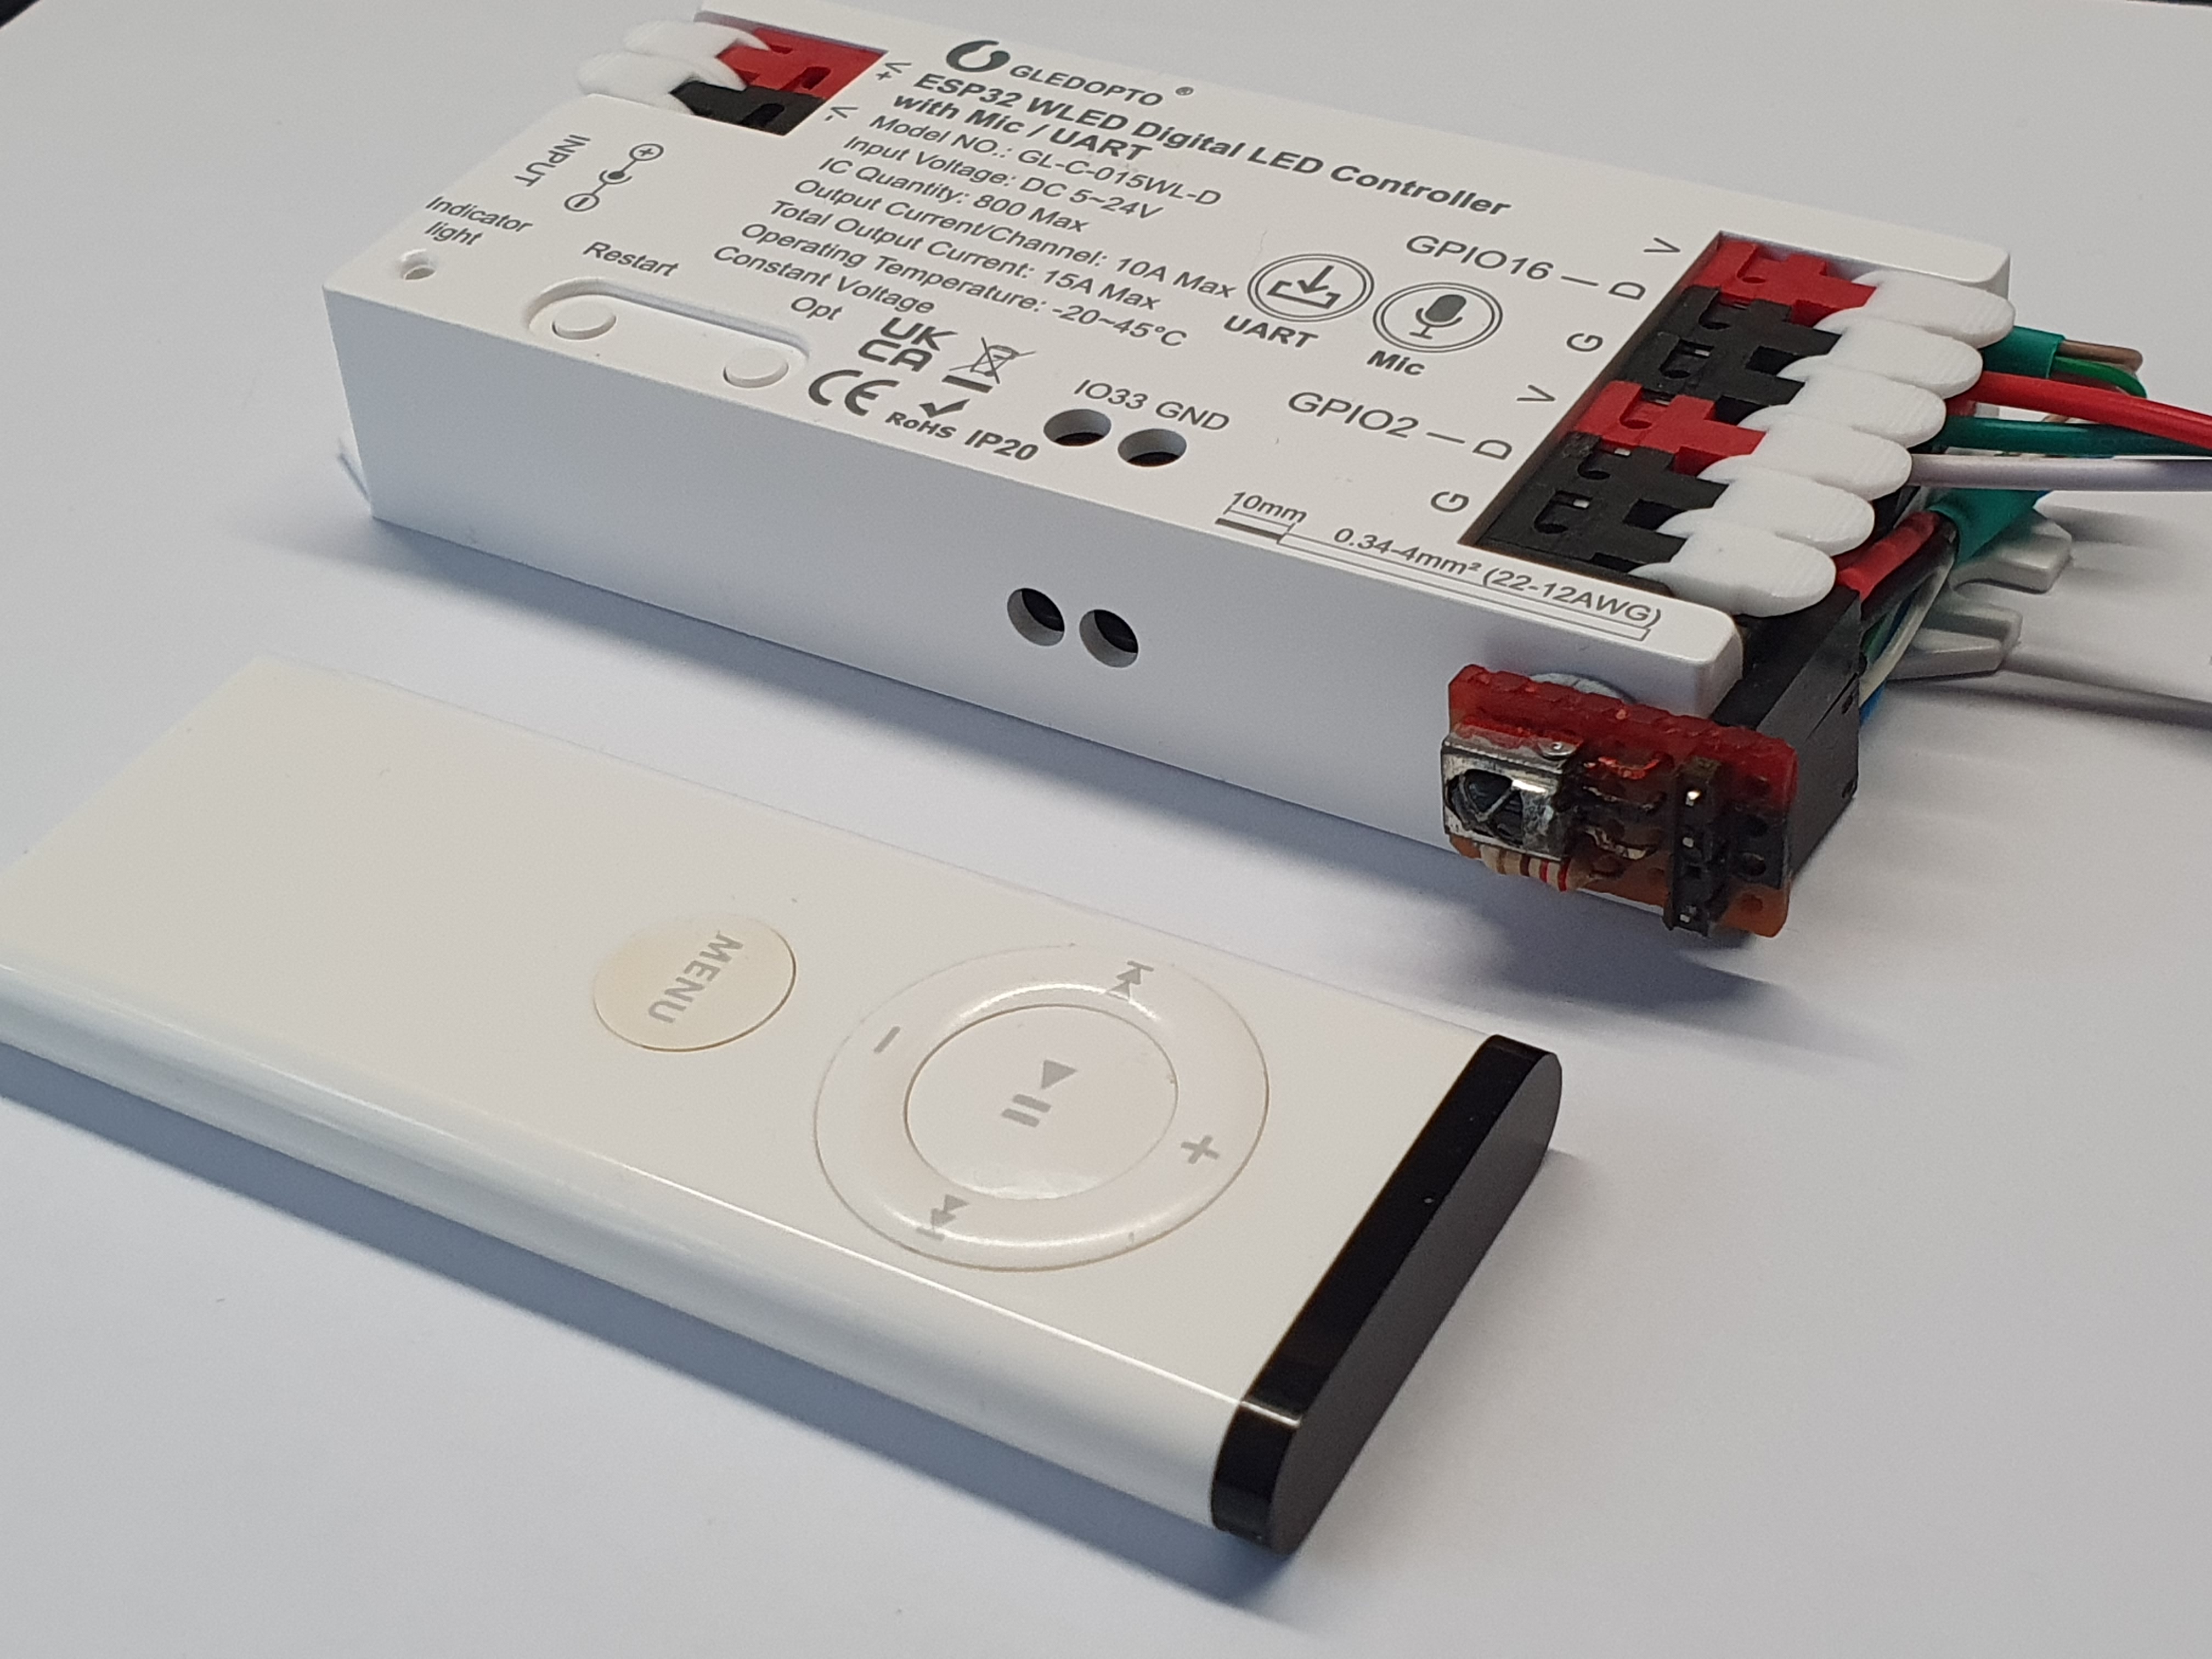 GLEDOPTO ®
ESP32 WLED Digital LED Controller
with Mic / UART
Model NO.: GL-C-015WL-D
Input Voltage: DC 5~24V
IC Quantity: 800 Max
Output Current/Channel: 10A Max
Total Output Current: 15A Max
Operating Temperature: -20~45°C
Constant Voltage
V+
V-
INPUT
Indicator
light
Restart
Opt
UK
CA
CE
RoHS
IP20
UART
Mic
IO33 GND
GPIO16 — D
V
G
GPIO2 — D
V
G
10mm
0.34-4mm² (22-12AWG)
MENU